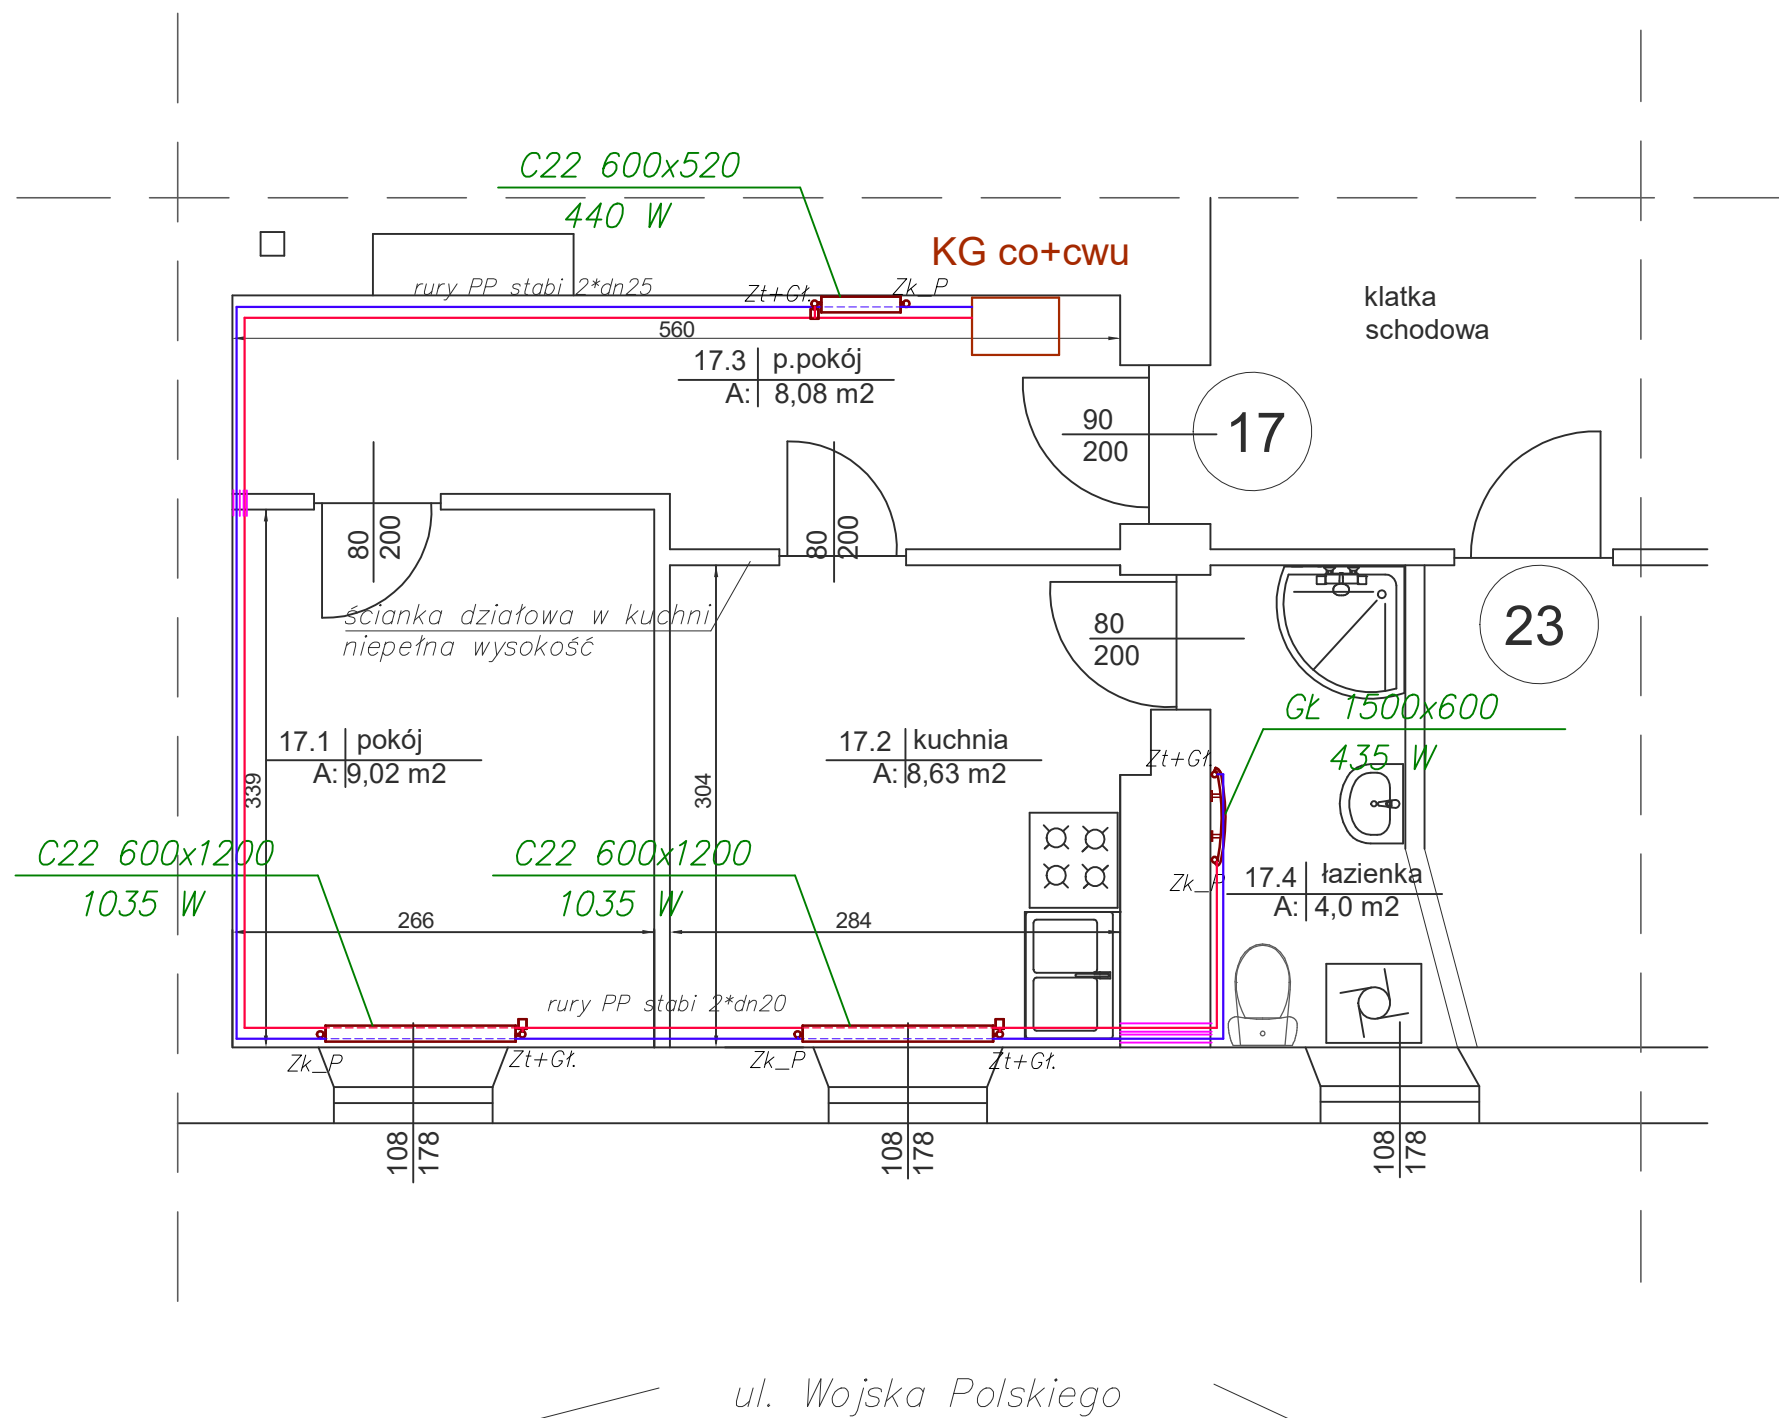 C22 600x520
440 W
KG co+cwu
rury PP stabi 2*dn25
Zt+Gł.
Zk_P
klatka
schodowa
560
17.3 p.pokój
A: 8,08 m2
90
200
17
80
200
80
200
ścianka działowa w kuchni
niepełna wysokość
80
200
23
GŁ 1500x600
435 W
Zt+Gł.
17.1 pokój
A: 9,02 m2
17.2 kuchnia
A: 8,63 m2
339
304
C22 600x1200
1035 W
C22 600x1200
1035 W
Zk_P
17.4 łazienka
A: 4,0 m2
266
284
rury PP stabi 2*dn20
Zk_P
Zt+Gł.
Zk_P
Zt+Gł.
108
178
108
178
108
178
ul. Wojska Polskiego